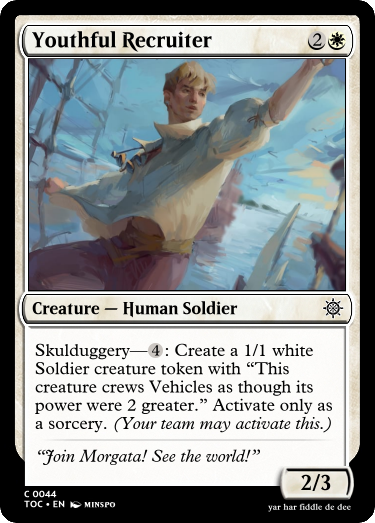 Youthful Recruiter 2
Creature — Human Soldier
Skulduggery—4: Create a 1/1 white
Soldier creature token with “This
creature crews Vehicles as though its
power were 2 greater.” Activate only as
a sorcery. (Your team may activate this.)
“Join Morgata! See the world!”
2/3
C 0044
TOC • EN MINSPO
yar har fiddle de dee